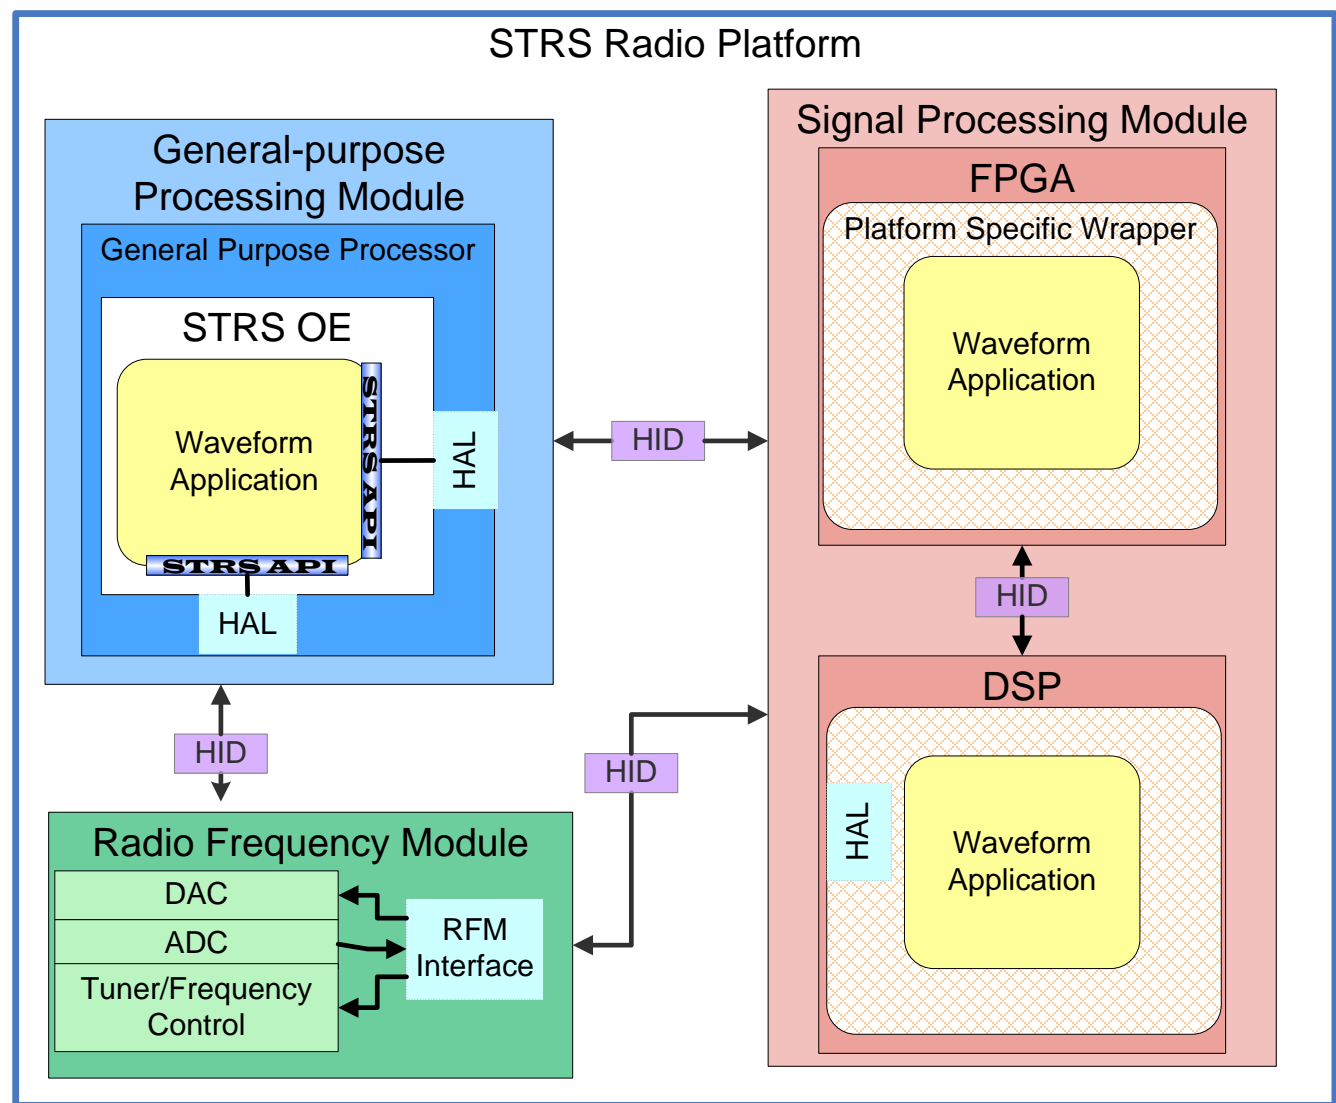 STRS Radio Platform
General-purpose
Processing Module
General Purpose Processor
STRS OE
Waveform
Application
STRS API
STRS API
HAL
HAL
HID
Signal Processing Module
FPGA
Platform Specific Wrapper
Waveform
Application
HID
DSP
HAL
Waveform
Application
HID
HID
Radio Frequency Module
DAC
ADC
Tuner/Frequency
Control
RFM
Interface